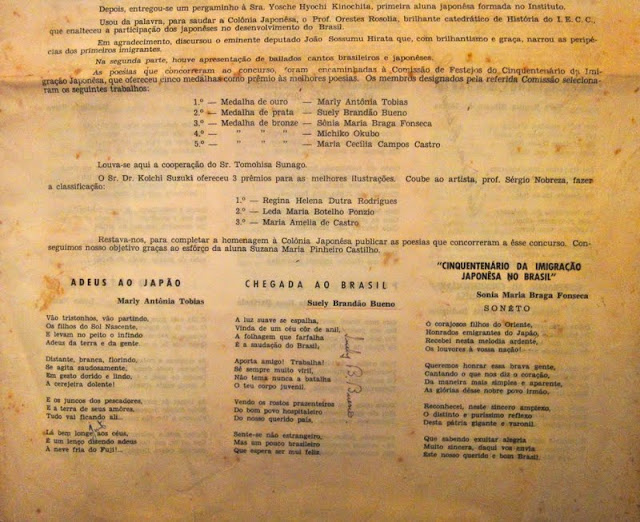 Depois, entregou-se um pergaminho à Sra. Yosche Hyochi Kinochita, primeira aluna japonêsa formada no Instituto.
Usou da palavra, para saudar a Colônia Japonêsa, o Prof. Orestes Rosolia, brilhante catedrático de História do I. E. C. C.,
que enalteceu a participação dos japonêses no desenvolvimento do Brasil.
Em agradecimento, discursou o eminente deputado João Sossumu Hirata que, com brilhantismo e graça, narrou as peripé-
cias dos primeiros imigrantes.
Na segunda parte, houve apresentação de bailados cantos brasileiros e japonêses.
As poesias que concorreram ao concurso, foram encaminhadas à Comissão de Festejos do Cinquentenário da Imi-
gração Japonêsa, que ofereceu cinco medalhas como prêmio às melhores poesias. Os membros designados pela referida Comissão seleciona-
ram os seguintes trabalhos:
1.º — Medalha de ouro — Marly Antônia Tobias
2.º — Medalha de prata — Suely Brandão Bueno
3.º — Medalha de bronze — Sônia Maria Braga Fonseca
4.º — " " " — Michiko Okubo
5.º — " " " — Maria Cecília Campos Castro
Louva-se aqui a cooperação do Sr. Tomohisa Sunago.
O Sr. Dr. Koichi Suzuki ofereceu 3 prêmios para as melhores ilustrações. Coube ao artista, prof. Sérgio Nobreza, fazer
a classificação:
1.º — Regina Helena Dutra Rodrigues
2.º — Leda Maria Botelho Ponzio
3.º — Maria Amelia de Castro
Restava-nos, para completar a homenagem à Colônia Japonêsa publicar as poesias que concorreram a êsse concurso. Con-
seguimos nosso objetivo graças ao esfôrço da aluna Suzana Maria Pinheiro Castilho.
ADEUS AO JAPÃO
Marly Antônia Tobias
Vão tristonhos, vão partindo,
Os filhos do Sol Nascente,
E levam no peito o infindo
Adeus da terra e da gente
Distante, branca, florindo,
Se agita saudosamente,
Em gesto dorido e lindo,
A cerejeira dolente!
E os juncos dos pescadores,
E a terra de seus amôres,
Tudo vai ficando ali...
Lá bem longe, aos céus,
É um lenço dizendo adeus
A neve fria do Fuji!...
CHEGADA AO BRASIL
Suely Brandão Bueno
A luz suave se espalha,
Vinda de um céu côr de anil,
A folhagem que farfalha
É a saudação do Brasil,
Aporta amigo! Trabalha!
Sê sempre muito viril,
Não tema nunca a batalha
O teu corpo juvenil.
Vendo os rostos prazenteiros
Do bom povo hospitaleiro
Do nosso querido país.
Sente-se não estrangeiro,
Mas um pouco brasileiro
Que espera ser mui feliz.
"CINQUENTENÁRIO DA IMIGRAÇÃO
JAPONÊSA NO BRASIL"
Sonia Maria Braga Fonseca
SONÊTO
O corajosos filhos do Oriente,
Honrados emigrantes do Japão,
Recebei nesta melodia ardente,
Os louvores à vossa nação!
Queremos honrar essa brava gente,
Cantando o que nos diz o coração,
Da maneira mais simples e aparente,
As glórias dêsse nobre povo irmão.
Reconhecei, neste sincero amplexo,
O distinto e puríssimo reflexo
Desta pátria gigante e varonil.
Que sabendo exultar alegria
Muito sincera, daqui vos envia
Este nosso querido e bom Brasil.